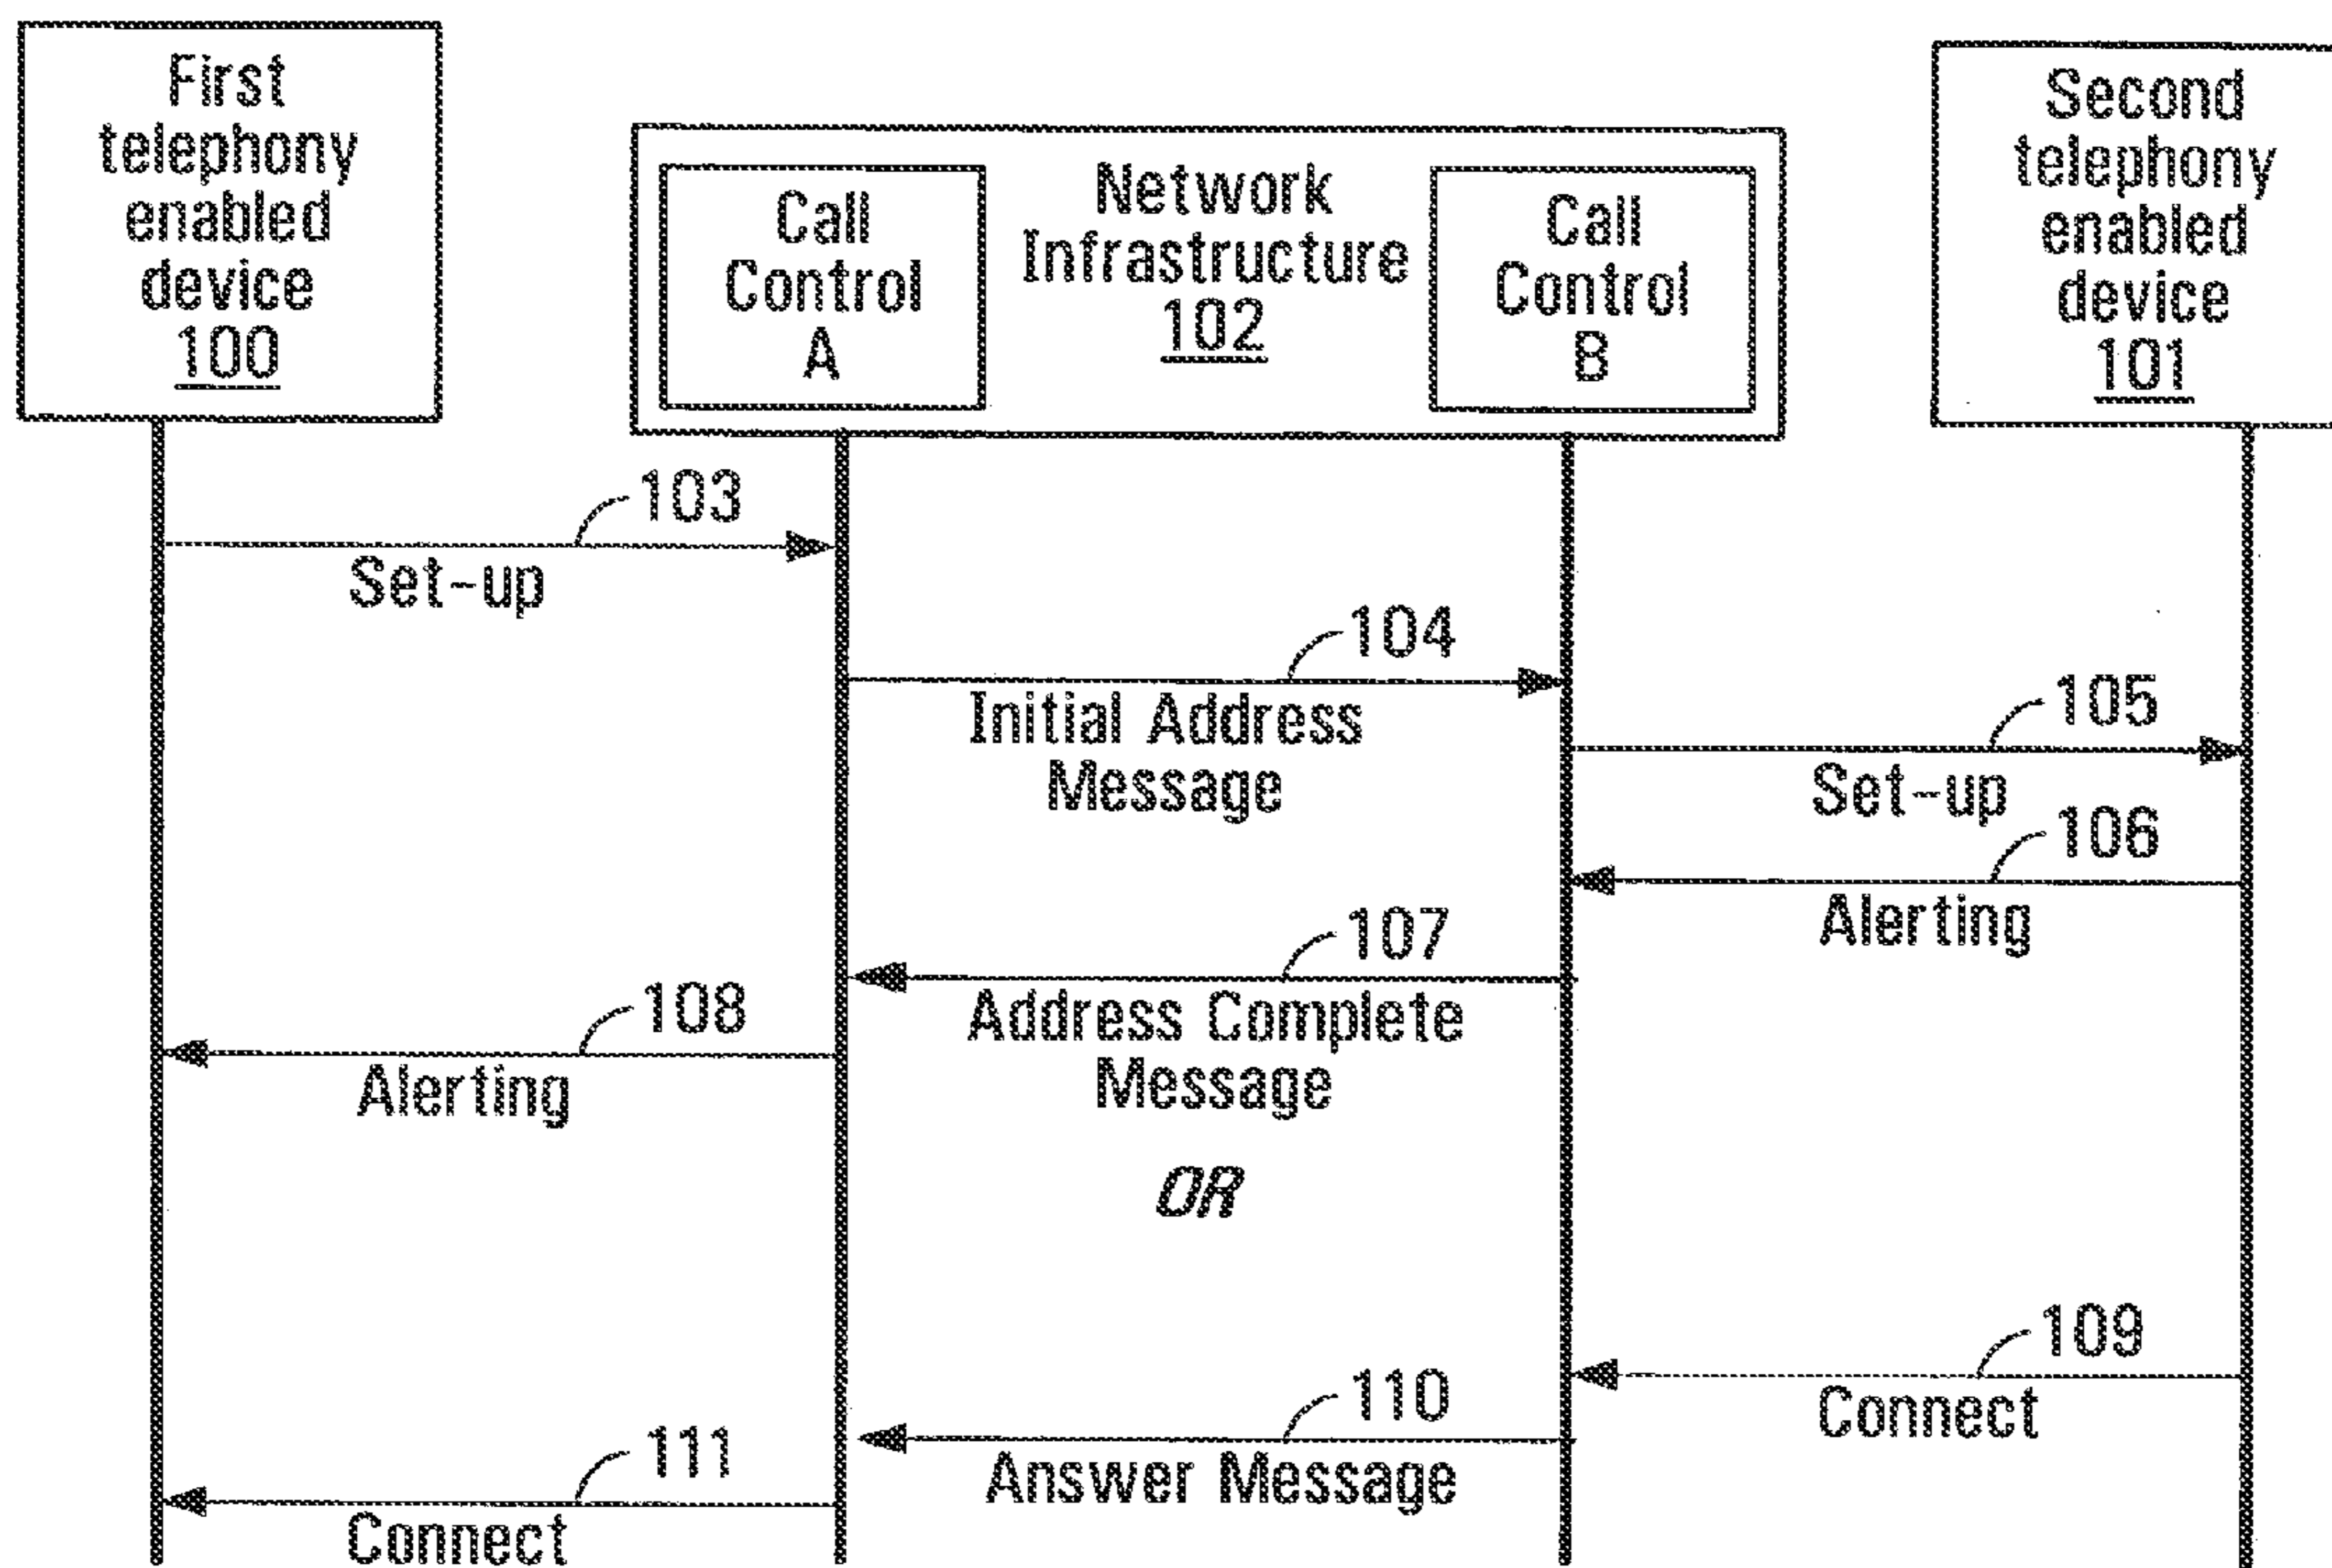 First
telephony
enabled
device
100
Call
Control
A
Network
Infrastructure
102
Call
Control
B
Second
telephony
enabled
device
101
103
Set-up
104
Initial Address
Message
105
Set-up
106
Alerting
107
Address Complete
Message
108
Alerting
OR
109
Connect
110
Answer Message
111
Connect